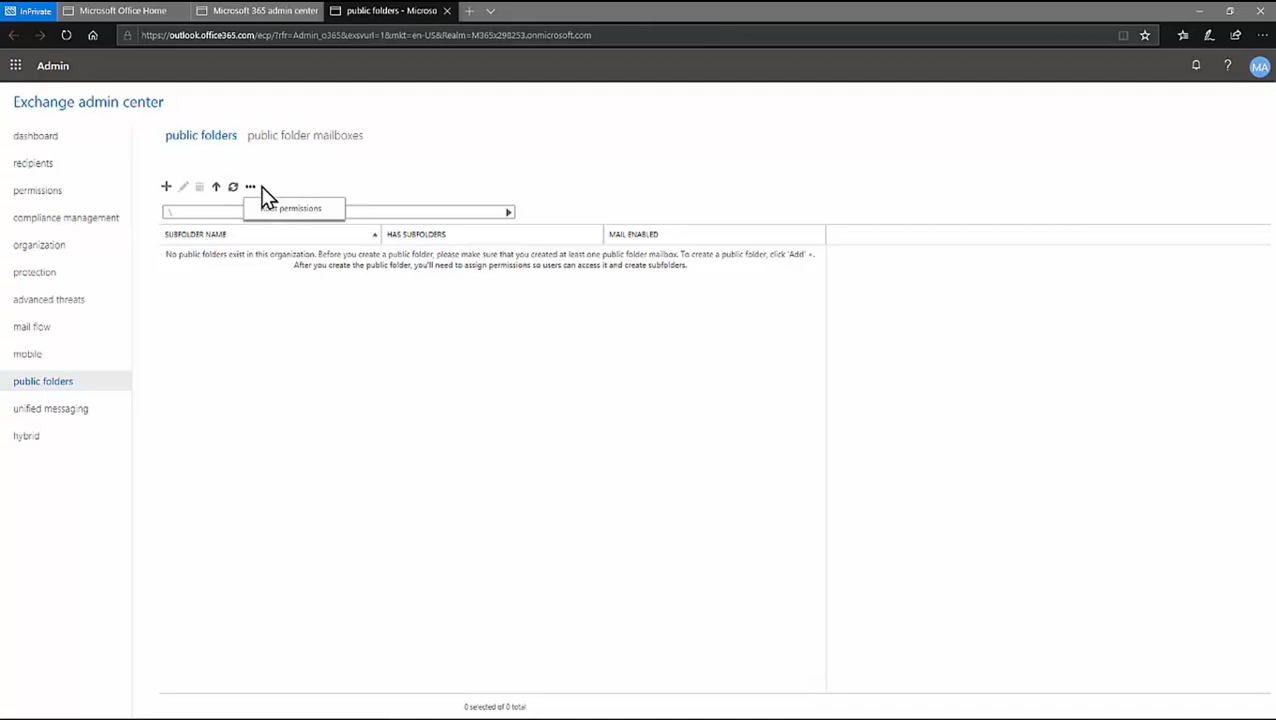 InPrivate
Microsoft Office Home
Microsoft 365 admin center
public folders - Microso
https://outlook.office365.com/ecp/?rfr=Admin_o365&exsvurl=1&mkt=en-US&Realm=M365x298253.onmicrosoft.com
Admin
?
MA
Exchange admin center
dashboard
recipients
permissions
compliance management
organization
protection
advanced threats
mail flow
mobile
public folders
unified messaging
hybrid
public folders public folder mailboxes
permissions
\
SUBFOLDER NAME HAS SUBFOLDERS MAIL ENABLED
No public folders exist in this organization. Before you create a public folder, please make sure that you created at least one public folder mailbox. To create a public folder, click 'Add' +.
After you create the public folder, you'll need to assign permissions so users can access it and create subfolders.
0 selected of 0 total